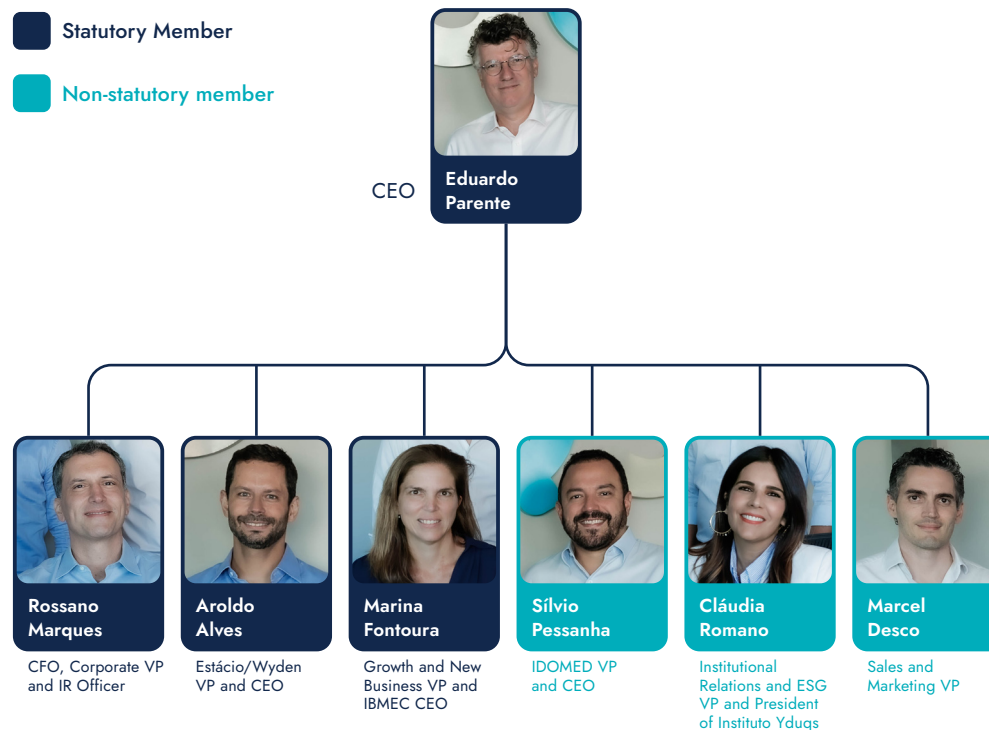 Statutory Member
Non-statutory member
CEO
Eduardo
Parente
Rossano
Marques
CFO, Corporate VP
and IR Officer
Aroldo
Alves
Estácio/Wyden
VP and CEO
Marina
Fontoura
Growth and New
Business VP and
IBMEC CEO
Sílvio
Pessanha
IDOMED VP
and CEO
Cláudia
Romano
Institutional
Relations and ESG
VP and President
of Instituto Yduqs
Marcel
Desco
Sales and
Marketing VP